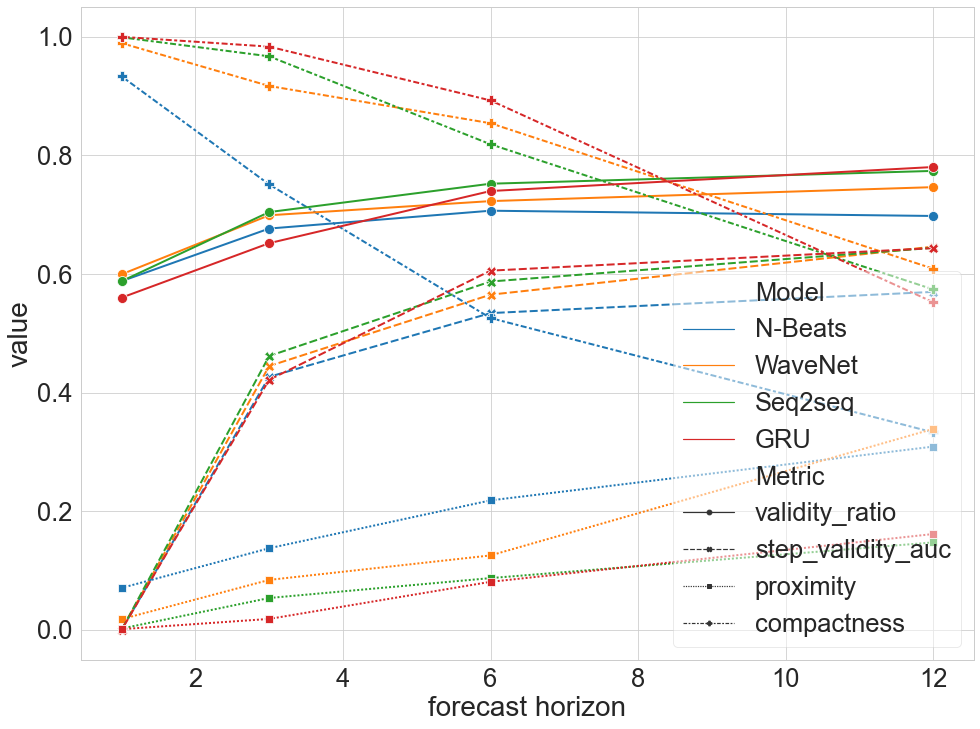 1.0
0.8
0.6
0.4
0.2
0.0
value
2
4
6
8
10
12
forecast horizon
Model
N-Beats
WaveNet
Seq2seq
GRU
Metric
validity_ratio
step_validity_auc
proximity
compactness